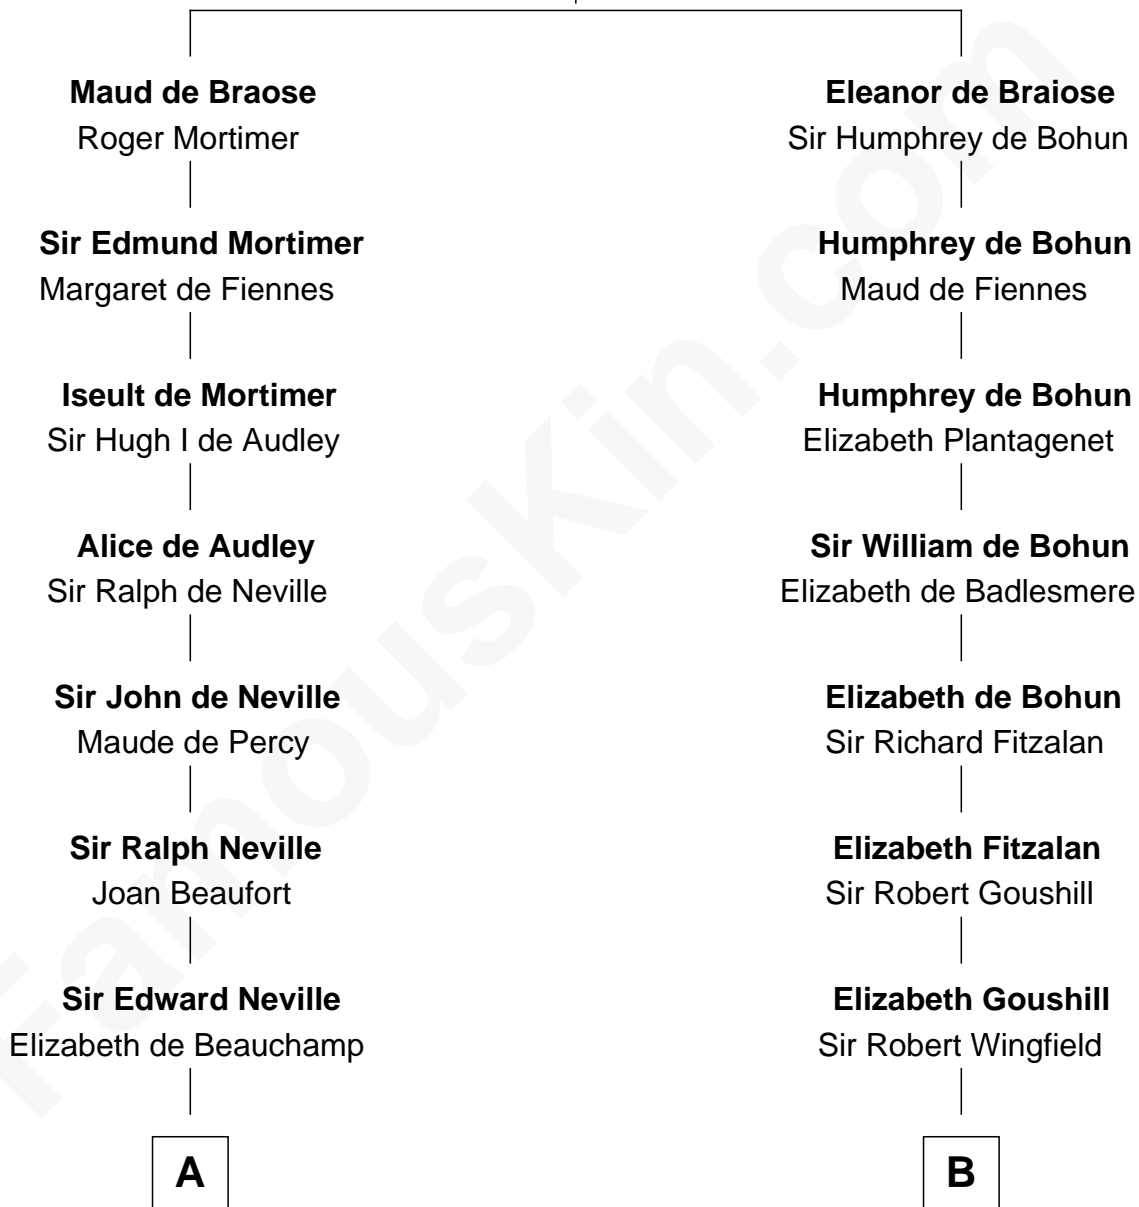 Maud de Braose
Roger Mortimer
Sir Edmund Mortimer
Margaret de Fiennes
Iseult de Mortimer
Sir Hugh I de Audley
Alice de Audley
Sir Ralph de Neville
Sir John de Neville
Maude de Percy
Sir Ralph Neville
Joan Beaufort
Sir Edward Neville
Elizabeth de Beauchamp
A
Eleanor de Braiose
Sir Humphrey de Bohun
Humphrey de Bohun
Maud de Fiennes
Humphrey de Bohun
Elizabeth Plantagenet
Sir William de Bohun
Elizabeth de Badlesmere
Elizabeth de Bohun
Sir Richard Fitzalan
Elizabeth Fitzalan
Sir Robert Goushill
Elizabeth Goushill
Sir Robert Wingfield
B
FamousKin.com